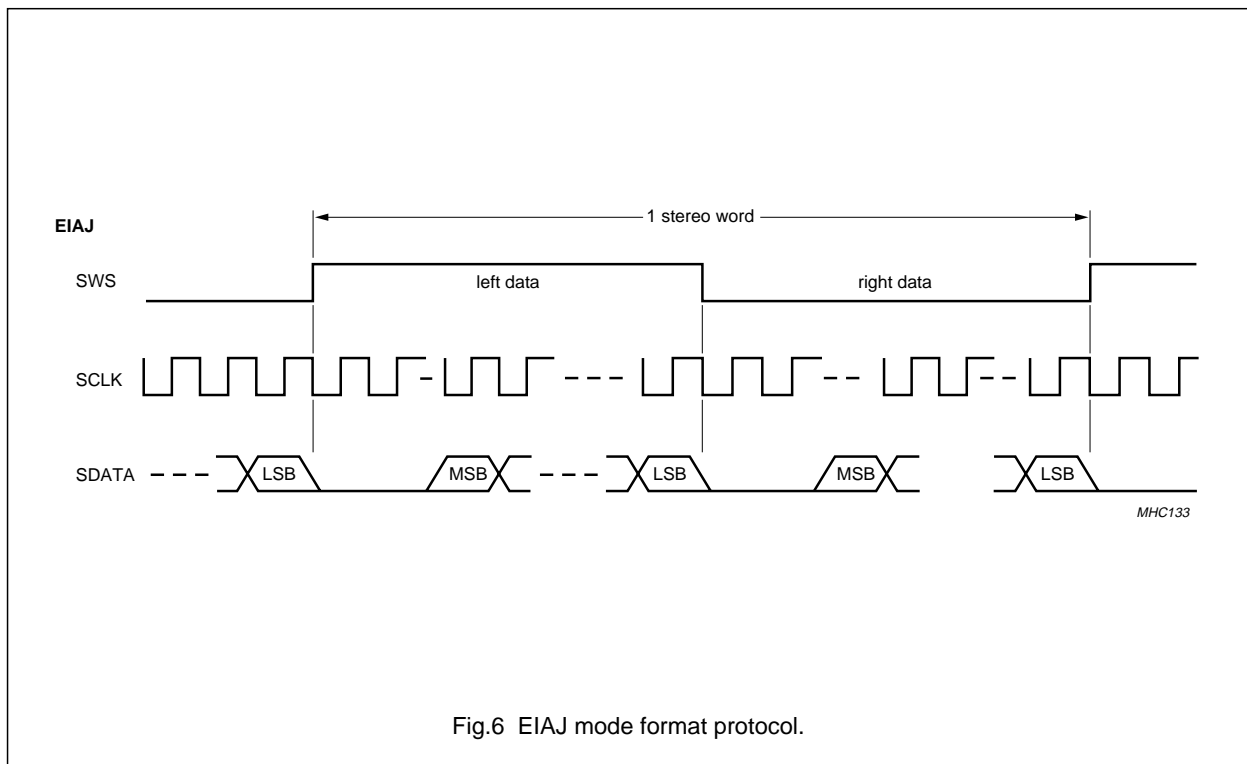 1 stereo word
EIAJ
SWS
left data
right data
SCLK
SDATA
LSB
MSB
LSB
MSB
LSB
MHC133
Fig.6 EIAJ mode format protocol.